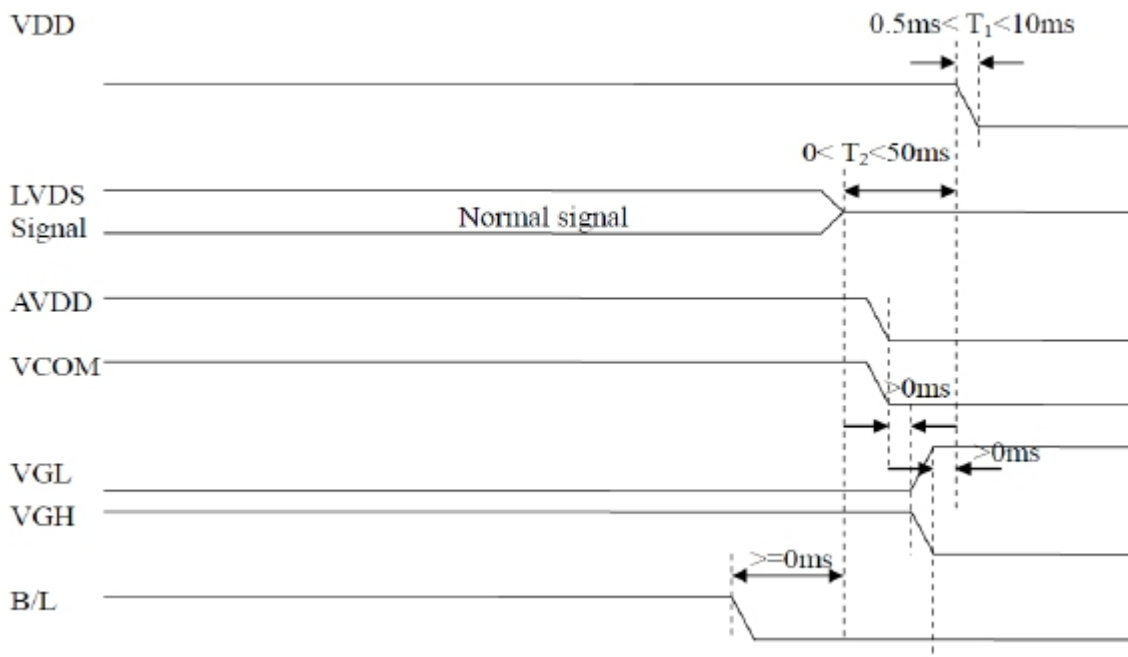 VDD
0.5ms< T₁<10ms
0< T₂<50ms
LVDS
Signal
Normal signal
AVDD
VCOM
>0ms
VGL
>0ms
VGH
>=0ms
B/L